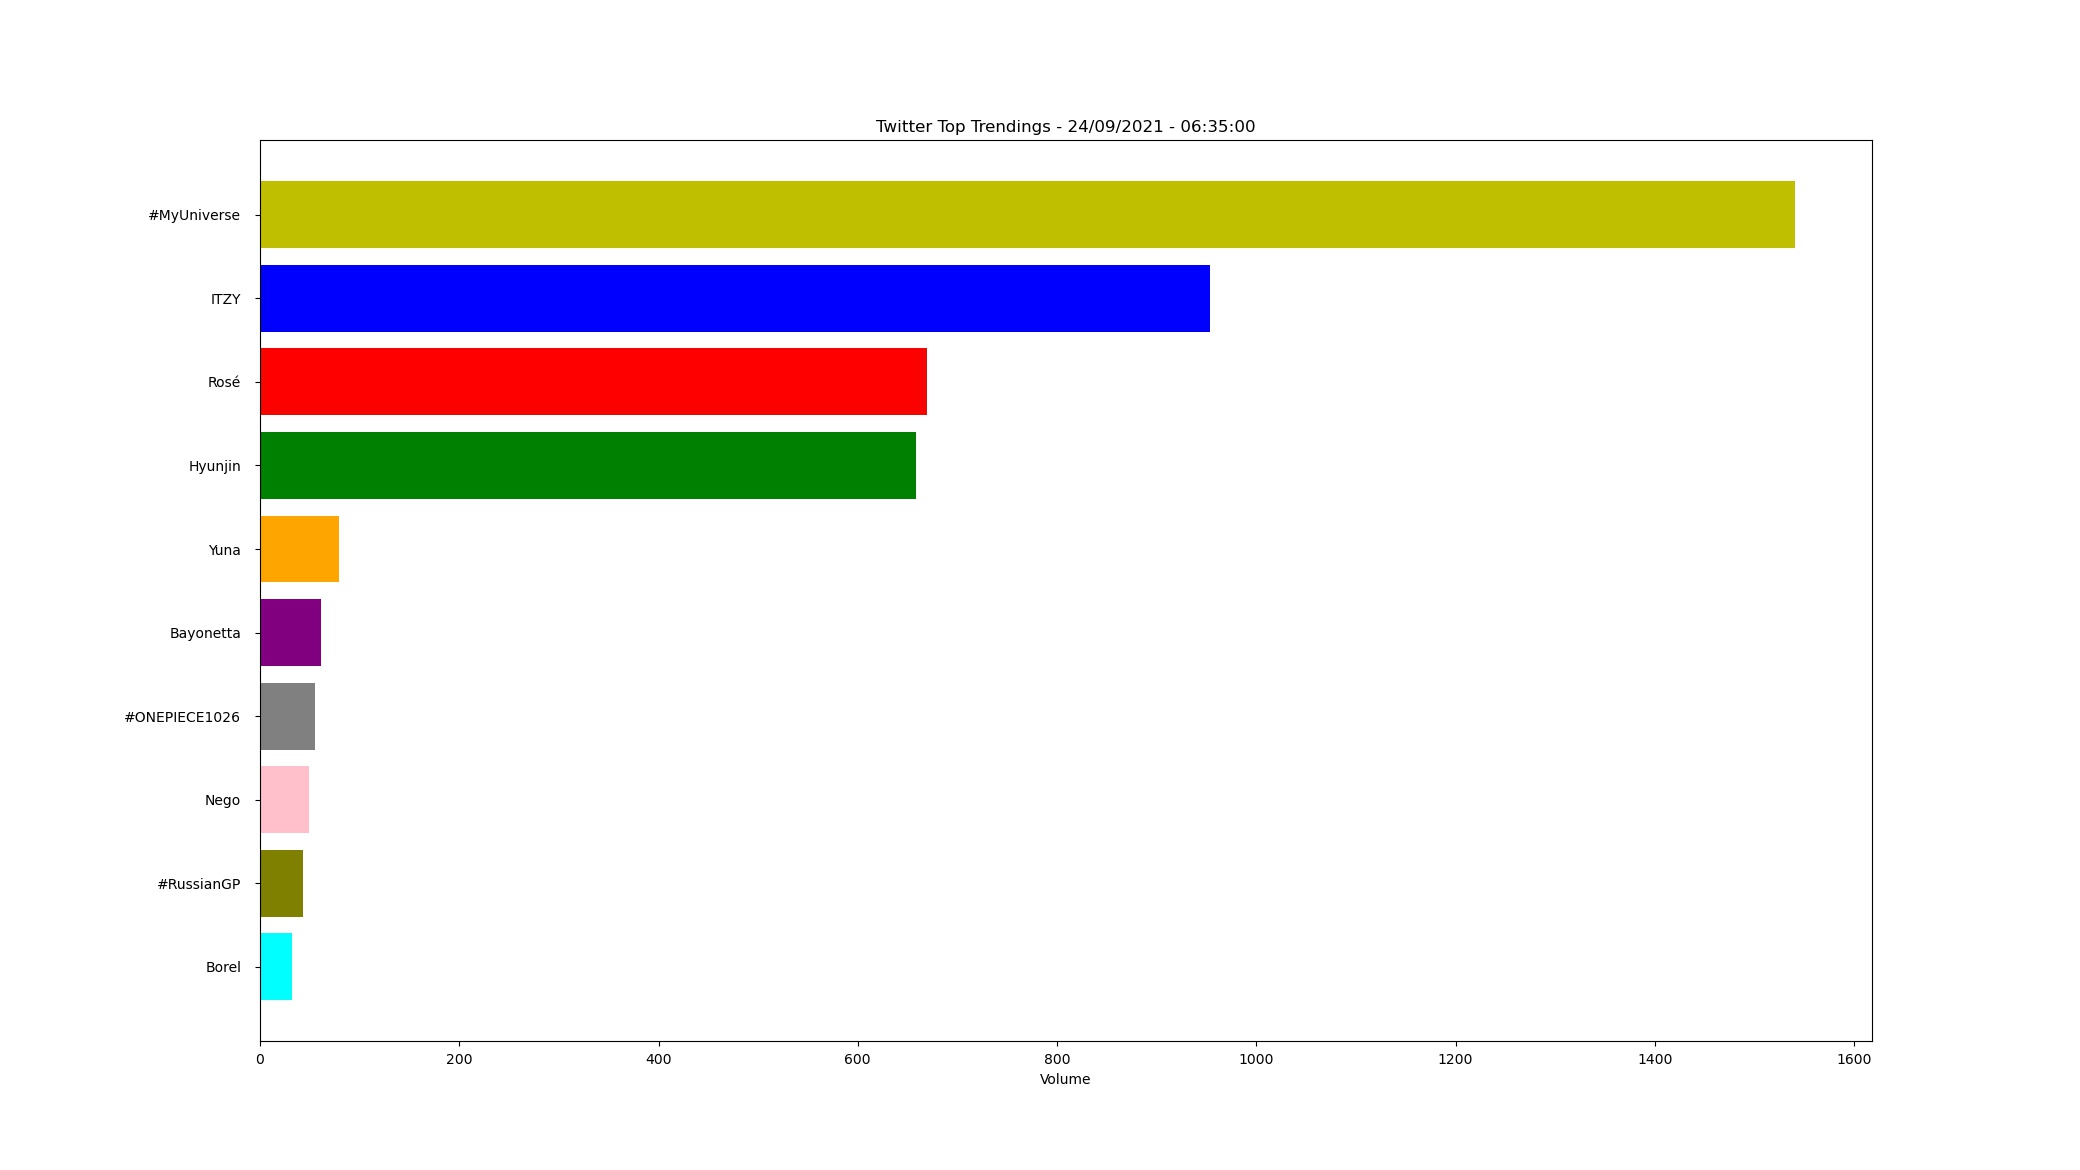 Twitter Top Trendings - 24/09/2021 - 06:35:00
#MyUniverse
ITZY
Rosé
Hyunjin
Yuna
Bayonetta
#ONEPIECE1026
Nego
#RussianGP
Borel
0 200 400 600 800 1000 1200 1400 1600
Volume